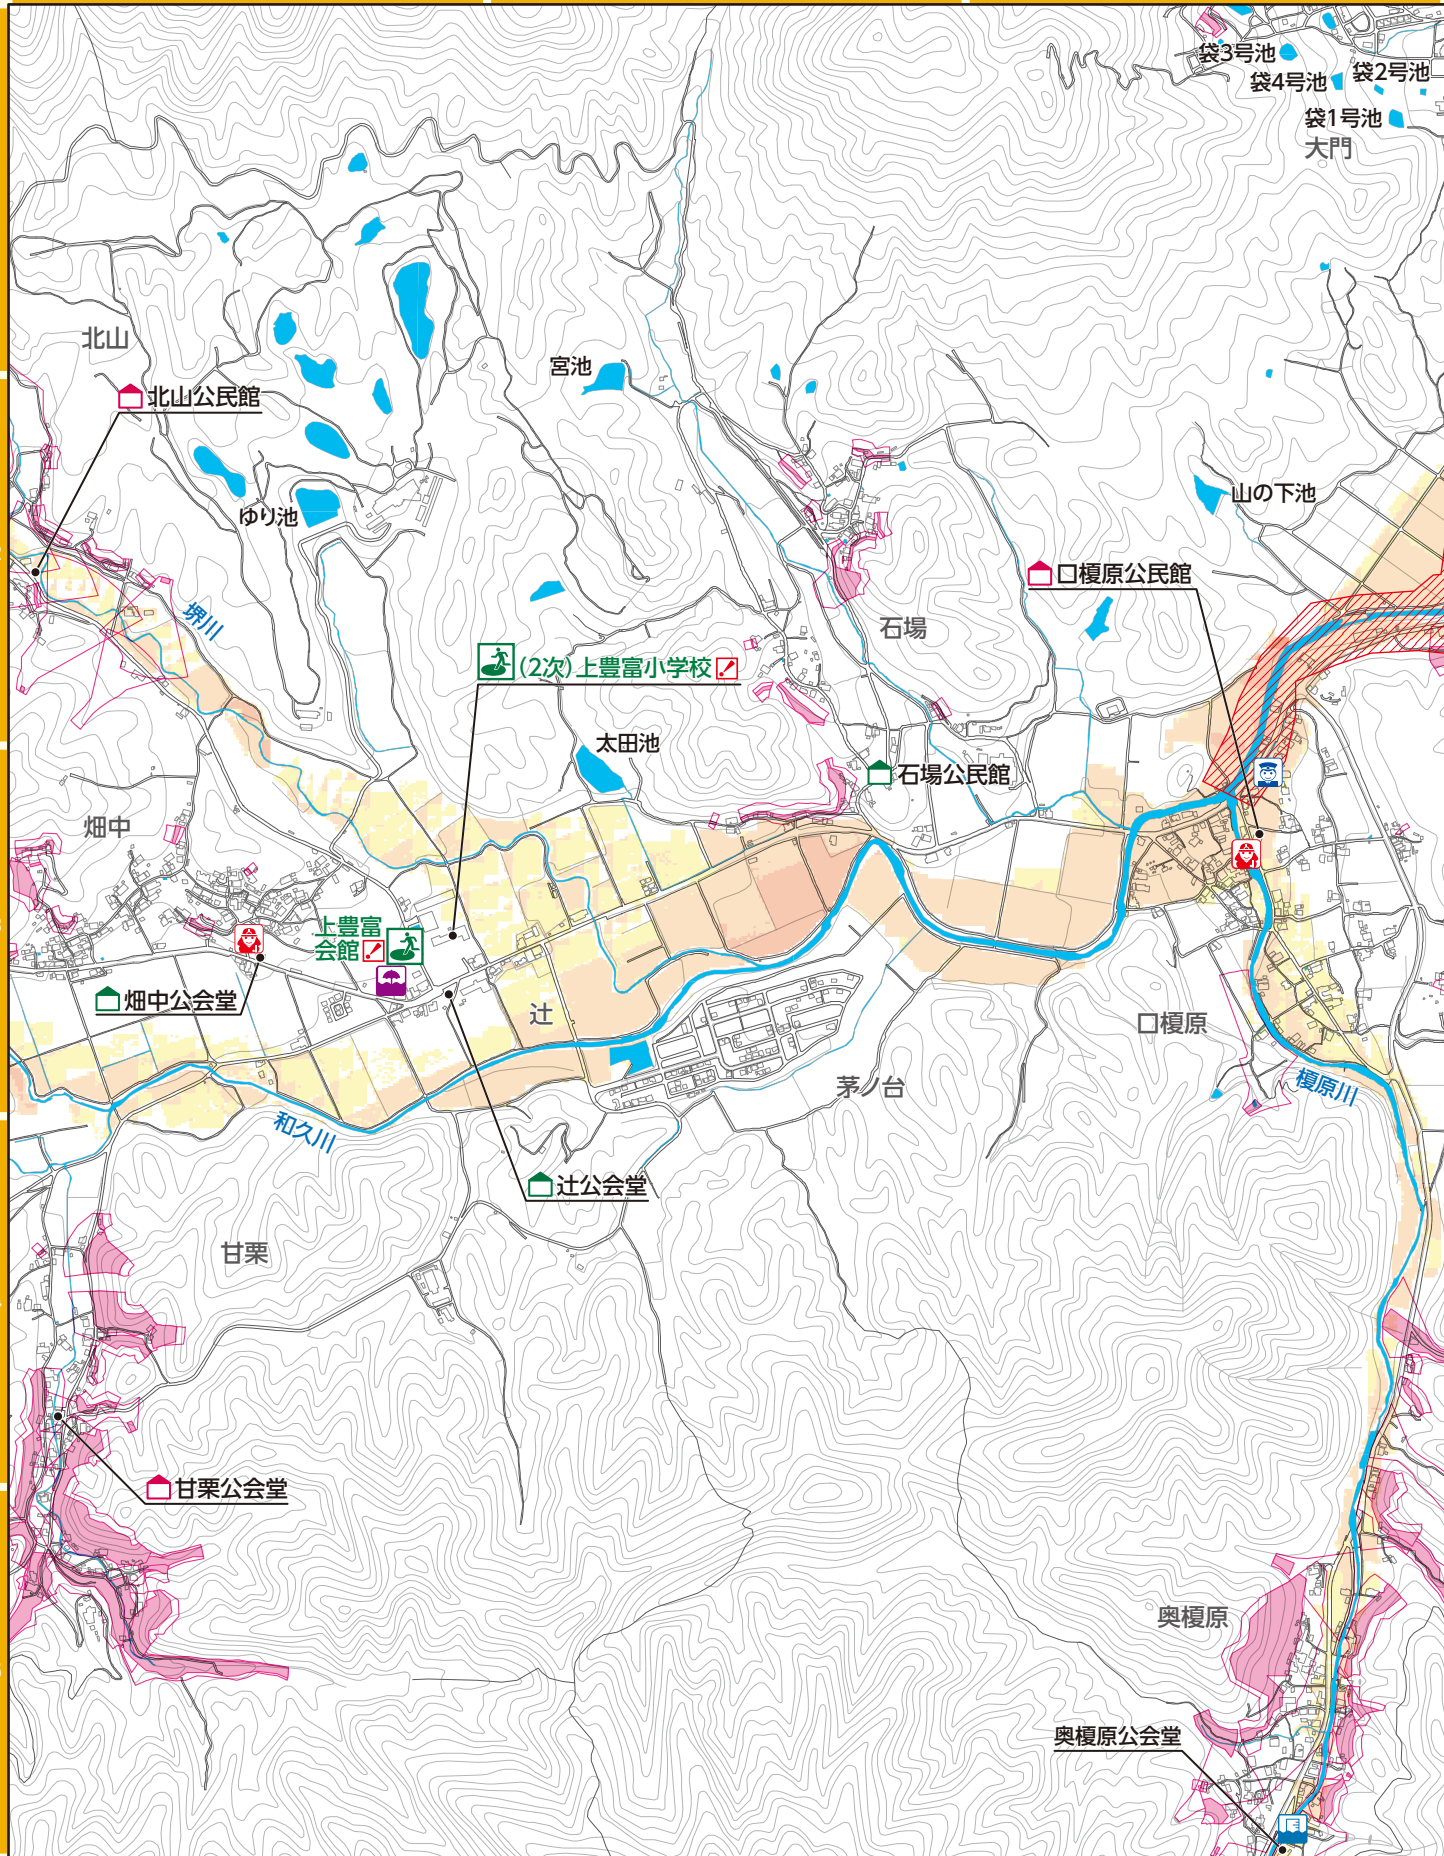 袋3号池
袋4号池
袋2号池
袋1号池
大門
北山
北山公民館
宮池
ゆり池
山の下池
口榎原公民館
堺川
石場
(2次)上豊富小学校
太田池
石場公民館
畑中
上豊富
会館
畑中公会堂
辻
口榎原
茅ノ台
榎原川
和久川
辻公会堂
甘栗
甘栗公会堂
奥榎原
奥榎原公会堂